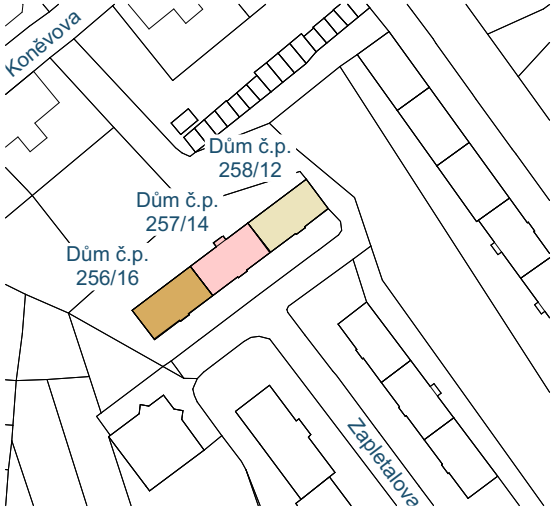 Koněvova
Dům č.p.
258/12
Dům č.p.
257/14
Dům č.p.
256/16
Zapletalova